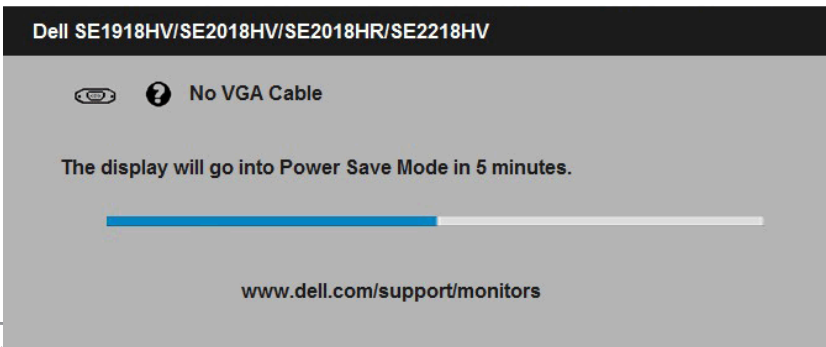 Dell SE1918HV/SE2018HV/SE2018HR/SE2218HV
No VGA Cable
The display will go into Power Save Mode in 5 minutes.
www.dell.com/support/monitors